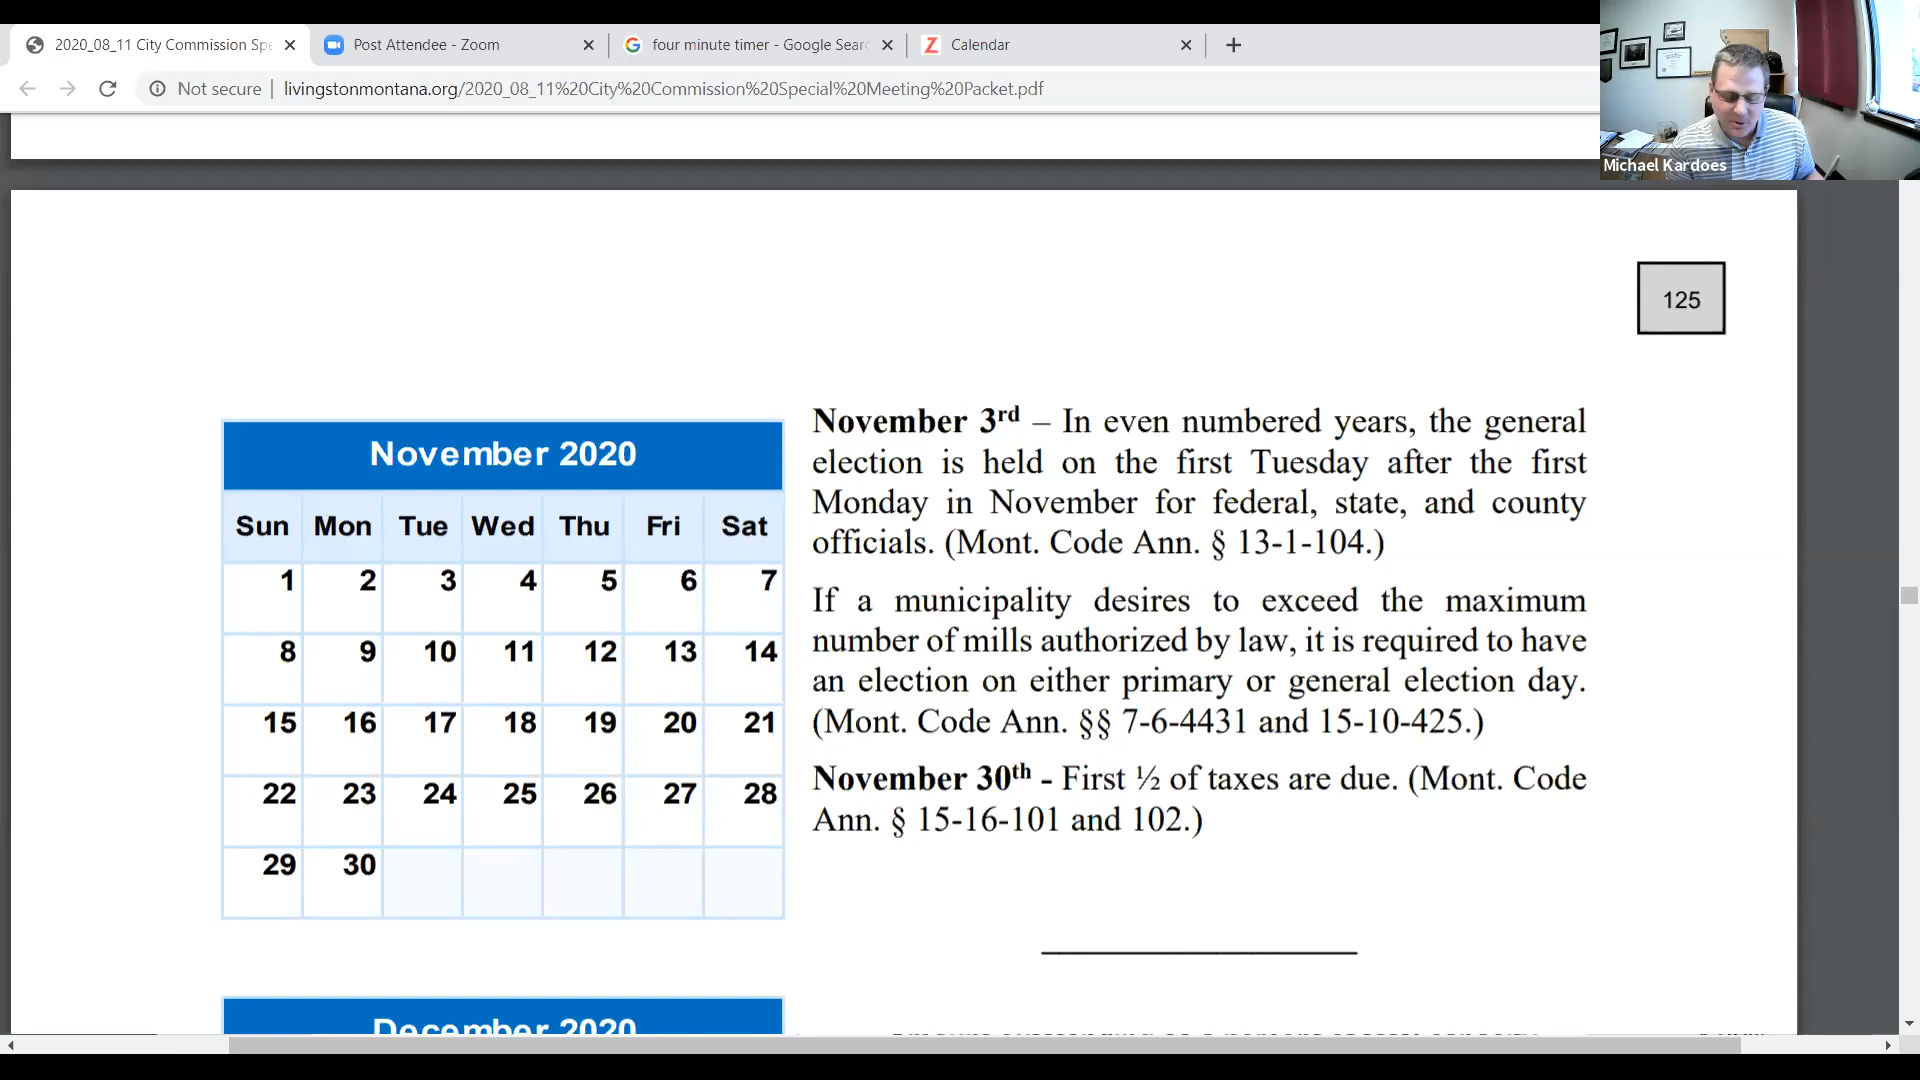 2020_08_11 City Commission Spe
Post Attendee - Zoom
four minute timer - Google Searc
Calendar
Not secure | livingstonmontana.org/2020_08_11%20City%20Commission%20Special%20Meeting%20Packet.pdf
Michael Kardoes
125
November 2020
Sun Mon Tue Wed Thu Fri Sat
1 2 3 4 5 6 7
8 9 10 11 12 13 14
15 16 17 18 19 20 21
22 23 24 25 26 27 28
29 30
November 3rd – In even numbered years, the general
election is held on the first Tuesday after the first
Monday in November for federal, state, and county
officials. (Mont. Code Ann. § 13-1-104.)
If a municipality desires to exceed the maximum
number of mills authorized by law, it is required to have
an election on either primary or general election day.
(Mont. Code Ann. §§ 7-6-4431 and 15-10-425.)
November 30th - First ½ of taxes are due. (Mont. Code
Ann. § 15-16-101 and 102.)
December 2020